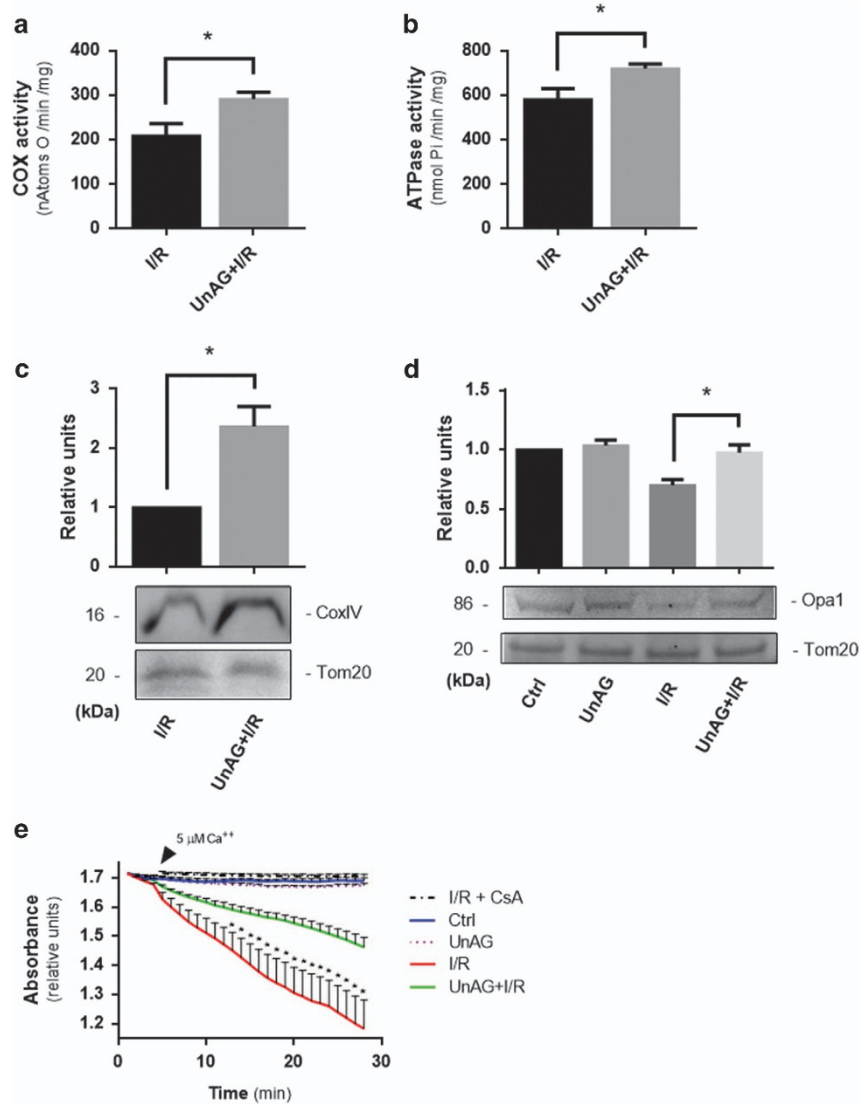 a
COX activity
(nAtoms O /min /mg)
400
300
200
100
0
*
I/R
UnAG+I/R
b
ATPase activity
(nmol Pi /min /mg)
800
600
400
200
0
*
I/R
UnAG+I/R
c
Relative units
3
2
1
0
*
16 -
- CoxIV
20 -
- Tom20
(kDa)
I/R
UnAG+I/R
d
Relative units
1.5
1.0
0.5
0.0
*
86 -
- Opa1
20 -
- Tom20
(kDa)
Ctrl
UnAG
I/R
UnAG+I/R
e
5 μM Ca++
Absorbance
(relative units)
1.7
1.6
1.5
1.4
1.3
1.2
0
10
20
30
Time (min)
I/R + CsA
Ctrl
UnAG
I/R
UnAG+I/R